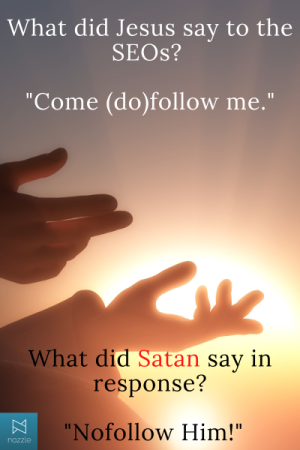 What did Jesus say to the
SEOs?
"Come (do)follow me."
What did Satan say in
response?
"Nofollow Him!"
nozzle